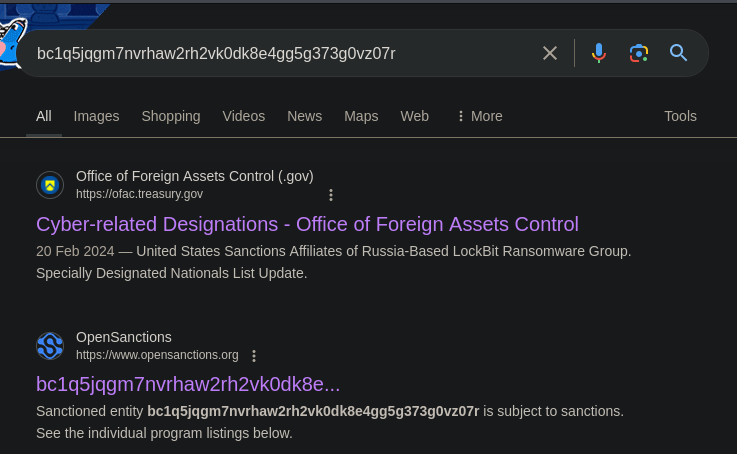 bc1q5jqgm7nvrhaw2rh2vk0dk8e4gg5g373g0vz07r
All Images Shopping Videos News Maps Web More Tools
Office of Foreign Assets Control (.gov)
https://ofac.treasury.gov
Cyber-related Designations - Office of Foreign Assets Control
20 Feb 2024 — United States Sanctions Affiliates of Russia-Based LockBit Ransomware Group.
Specially Designated Nationals List Update.
OpenSanctions
https://www.opensanctions.org
bc1q5jqgm7nvrhaw2rh2vk0dk8e...
Sanctioned entity bc1q5jqgm7nvrhaw2rh2vk0dk8e4gg5g373g0vz07r is subject to sanctions.
See the individual program listings below.